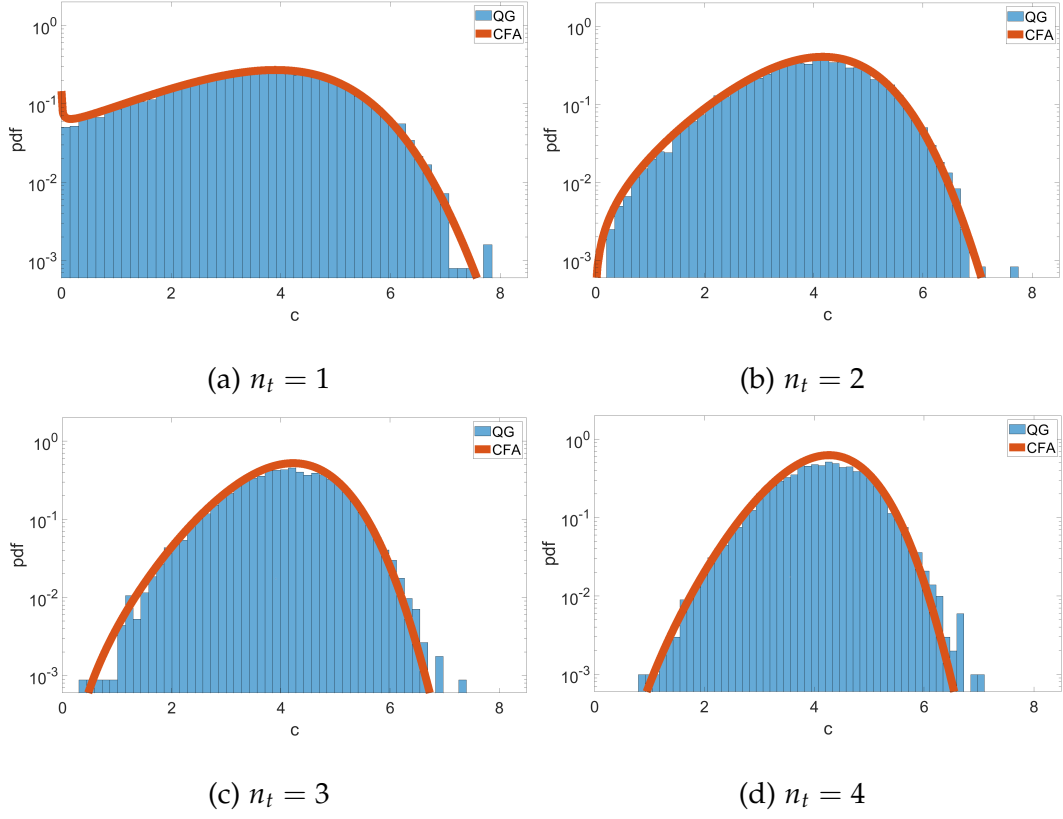 QG
CFA
pdf
10^0
10^-1
10^-2
10^-3
0 2 4 6 8
c
(a) n_t = 1
QG
CFA
pdf
10^0
10^-1
10^-2
10^-3
0 2 4 6 8
c
(b) n_t = 2
QG
CFA
pdf
10^0
10^-1
10^-2
10^-3
0 2 4 6 8
c
(c) n_t = 3
QG
CFA
pdf
10^0
10^-1
10^-2
10^-3
0 2 4 6 8
c
(d) n_t = 4